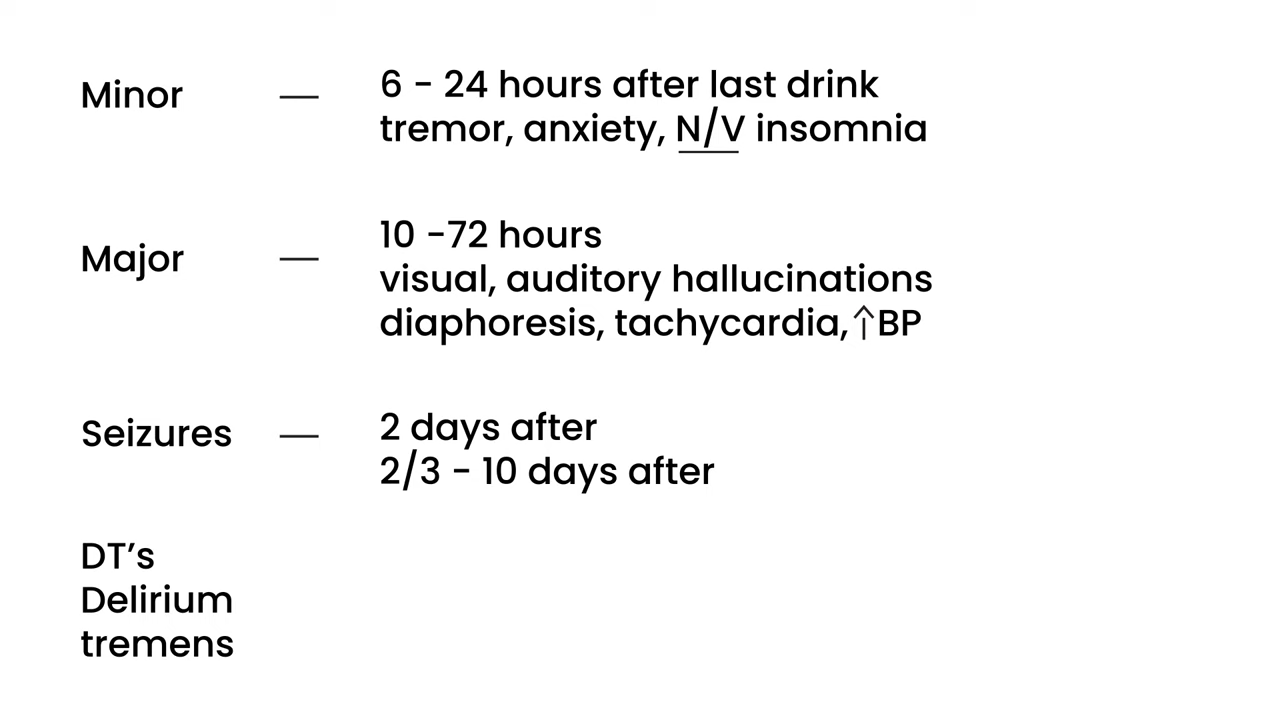 Minor — 6 - 24 hours after last drink
tremor, anxiety, N/V insomnia
Major — 10 -72 hours
visual, auditory hallucinations
diaphoresis, tachycardia,↑BP
Seizures — 2 days after
2/3 - 10 days after
DT’s
Delirium
tremens